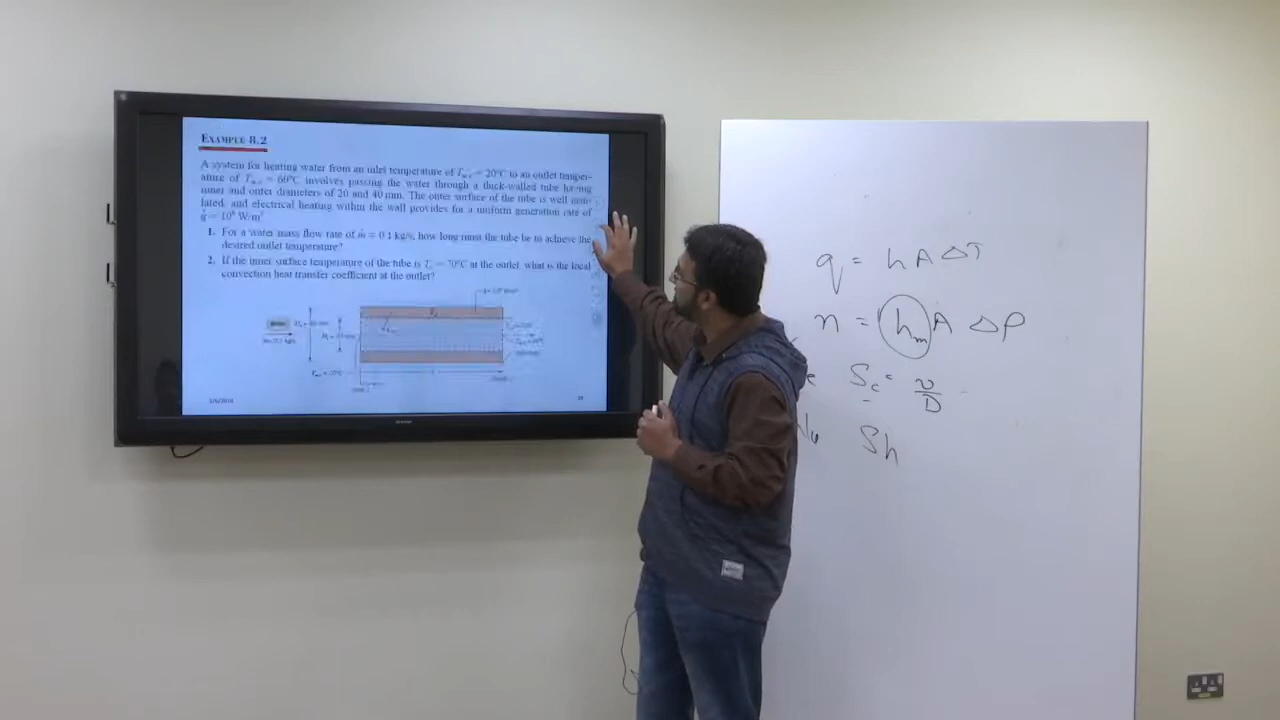 EXAMPLE 8.2
A system for heating water from an inlet temperature of Tm,i = 20°C to an outlet temper-
ature of Tm,o = 60°C involves passing the water through a thick-walled tube having
inner and outer diameters of 20 and 40 mm. The outer surface of the tube is well insu-
lated, and electrical heating within the wall provides for a uniform generation rate of
q̇ = 10⁶ W/m³
1. For a water mass flow rate of ṁ = 0.1 kg/s, how long must the tube be to achieve the
desired outlet temperature?
2. If the inner surface temperature of the tube is Ts = 70°C at the outlet, what is the local
convection heat transfer coefficient at the outlet?
q = hAΔT
n = hm A Δρ
Sc = ν/D
Nu Sh